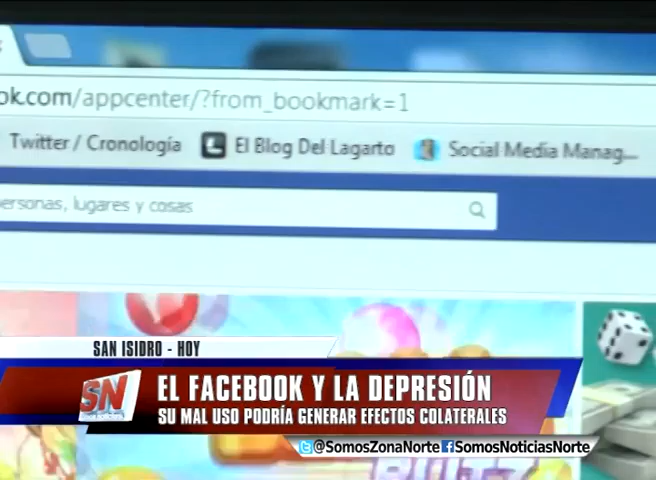 ok.com/appcenter/?from_bookmark=1
Twitter / Cronología El Blog Del Lagarto Social Media Manag...
personas, lugares y cosas
SAN ISIDRO - HOY
SN
EL FACEBOOK Y LA DEPRESIÓN
SU MAL USO PODRÍA GENERAR EFECTOS COLATERALES
@SomosZonaNorte SomosNoticiasNorte